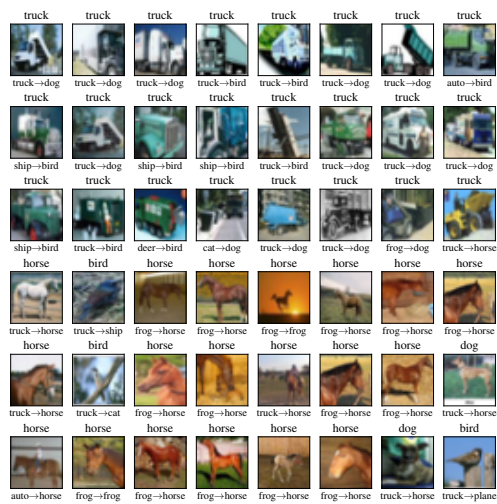 truck truck truck truck truck truck truck truck
truck→dog truck→dog truck→dog truck→bird truck→bird truck→dog truck→dog auto→bird
truck truck truck truck truck truck truck truck
ship→bird truck→dog ship→bird ship→bird truck→bird truck→dog truck→dog truck→dog
truck truck truck truck truck truck truck truck
ship→bird truck→bird deer→bird cat→dog truck→dog truck→dog frog→dog truck→horse
horse bird horse horse horse horse horse horse
truck→horse truck→ship frog→horse frog→horse frog→frog frog→horse frog→horse frog→horse
horse bird horse horse horse horse horse dog
truck→horse truck→cat frog→horse frog→horse truck→horse frog→horse frog→horse truck→horse
horse horse horse horse horse horse dog bird
auto→horse frog→frog frog→horse frog→horse frog→horse frog→horse truck→horse truck→plane